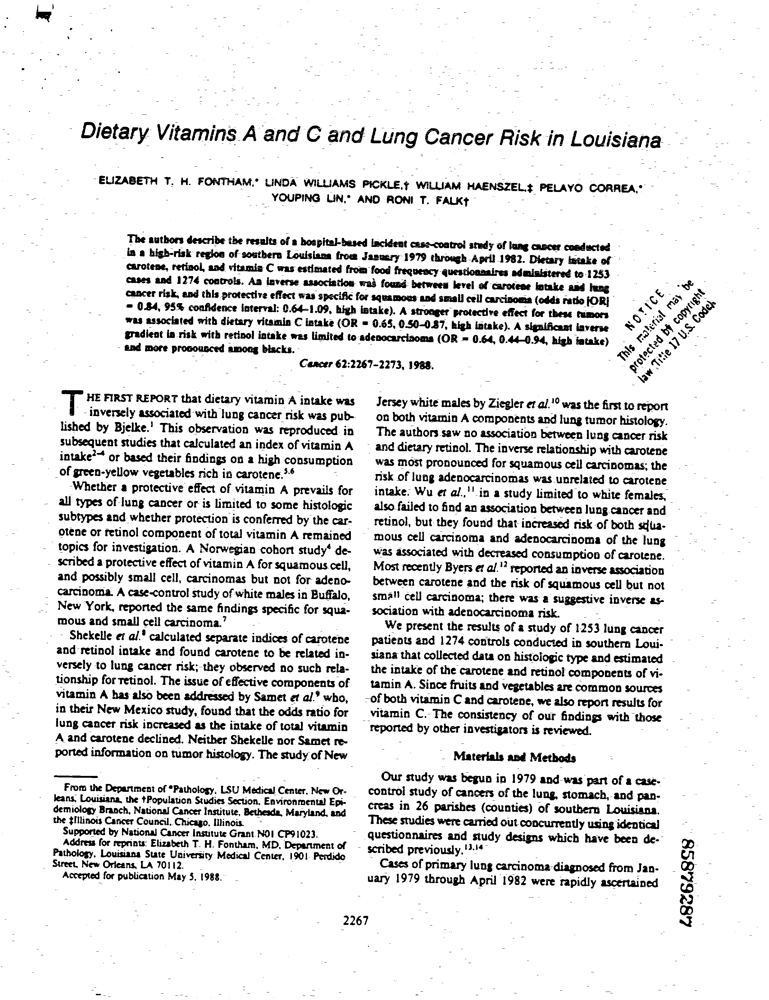 Dietary Vitamins A and C and Lung Cancer Risk in Louisiana
ELIZABETH T. H. FONTHAM,* LINDA WILLIAMS PICKLE,† WILLIAM HAENSZEL,‡ PELAYO CORREA,*
YOUPING LIN,* AND RONI T. FALK†
The authors describe the results of a hospital-based incident case-control study of lung cancer conducted
in a high-risk region of southern Louisiana from January 1979 through April 1982. Dietary intake of
carotene, retinol, and vitamin C was estimated from food frequency questionnaires administered to 1253
cases and 1274 controls. An inverse association was found between level of carotene intake and lung
cancer risk, and this protective effect was specific for squamous and small cell carcinoma (odds ratio [OR]
= 0.84, 95% confidence interval: 0.64–1.09, high intake). A stronger protective effect for these tumors
was associated with dietary vitamin C intake (OR = 0.65, 0.50–0.87, high intake). A significant inverse
gradient in risk with retinol intake was limited to adenocarcinoma (OR = 0.64, 0.44–0.94, high intake)
and more pronounced among blacks.
Cancer 62:2267–2273, 1988.
NOTICE
This material may be
protected by copyright
law Title 17 U.S. Code.
THE FIRST REPORT that dietary vitamin A intake was
inversely associated with lung cancer risk was pub-
lished by Bjelke.¹ This observation was reproduced in
subsequent studies that calculated an index of vitamin A
intake²⁻⁴ or based their findings on a high consumption
of green-yellow vegetables rich in carotene.⁵,⁶
Whether a protective effect of vitamin A prevails for
all types of lung cancer or is limited to some histologic
subtypes and whether protection is conferred by the car-
otene or retinol component of total vitamin A remained
topics for investigation. A Norwegian cohort study⁴ de-
scribed a protective effect of vitamin A for squamous cell,
and possibly small cell, carcinomas but not for adeno-
carcinoma. A case-control study of white males in Buffalo,
New York, reported the same findings specific for squa-
mous and small cell carcinoma.⁷
Shekelle et al.⁸ calculated separate indices of carotene
and retinol intake and found carotene to be related in-
versely to lung cancer risk; they observed no such rela-
tionship for retinol. The issue of effective components of
vitamin A has also been addressed by Samet et al.⁹ who,
in their New Mexico study, found that the odds ratio for
lung cancer risk increased as the intake of total vitamin
A and carotene declined. Neither Shekelle nor Samet re-
ported information on tumor histology. The study of New
From the Department of *Pathology, LSU Medical Center, New Or-
leans, Louisiana, the †Population Studies Section, Environmental Epi-
demiology Branch, National Cancer Institute, Bethesda, Maryland, and
the ‡Illinois Cancer Council, Chicago, Illinois.
Supported by National Cancer Institute Grant N01 CP91023.
Address for reprints: Elizabeth T. H. Fontham, MD, Department of
Pathology, Louisiana State University Medical Center, 1901 Perdido
Street, New Orleans, LA 70112.
Accepted for publication May 5, 1988.
Jersey white males by Ziegler et al.¹⁰ was the first to report
on both vitamin A components and lung tumor histology.
The authors saw no association between lung cancer risk
and dietary retinol. The inverse relationship with carotene
was most pronounced for squamous cell carcinomas; the
risk of lung adenocarcinomas was unrelated to carotene
intake. Wu et al.,¹¹ in a study limited to white females,
also failed to find an association between lung cancer and
retinol, but they found that increased risk of both squa-
mous cell carcinoma and adenocarcinoma of the lung
was associated with decreased consumption of carotene.
Most recently Byers et al.¹² reported an inverse association
between carotene and the risk of squamous cell but not
small cell carcinoma; there was a suggestive inverse as-
sociation with adenocarcinoma risk.
We present the results of a study of 1253 lung cancer
patients and 1274 controls conducted in southern Loui-
siana that collected data on histologic type and estimated
the intake of the carotene and retinol components of vi-
tamin A. Since fruits and vegetables are common sources
of both vitamin C and carotene, we also report results for
vitamin C. The consistency of our findings with those
reported by other investigators is reviewed.
Materials and Methods
Our study was begun in 1979 and was part of a case-
control study of cancers of the lung, stomach, and pan-
creas in 26 parishes (counties) of southern Louisiana.
These studies were carried out concurrently using identical
questionnaires and study designs which have been de-
scribed previously.¹³,¹⁴
Cases of primary lung carcinoma diagnosed from Jan-
uary 1979 through April 1982 were rapidly ascertained
2267
85879287